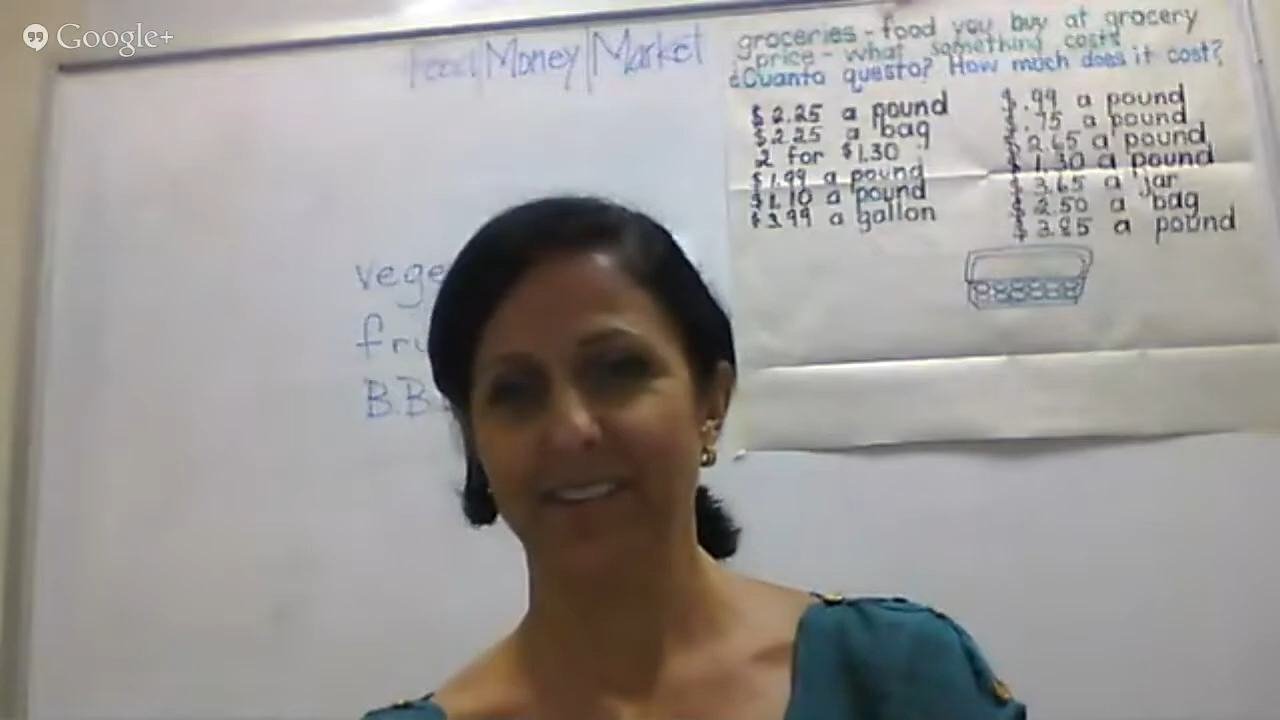 Google+
Food|Money|Market
groceries - food you buy at grocery
price - what something costs
¿Cuanto questo? How much does it cost?
$2.25 a pound
$2.25 a bag
2 for $1.30
$1.99 a pound
$1.10 a pound
$3.99 a gallon
$.99 a pound
$.75 a pound
$2.65 a pound
$1.30 a pound
$3.65 a jar
$2.50 a bag
$3.85 a pound
vege
fru
B.B.